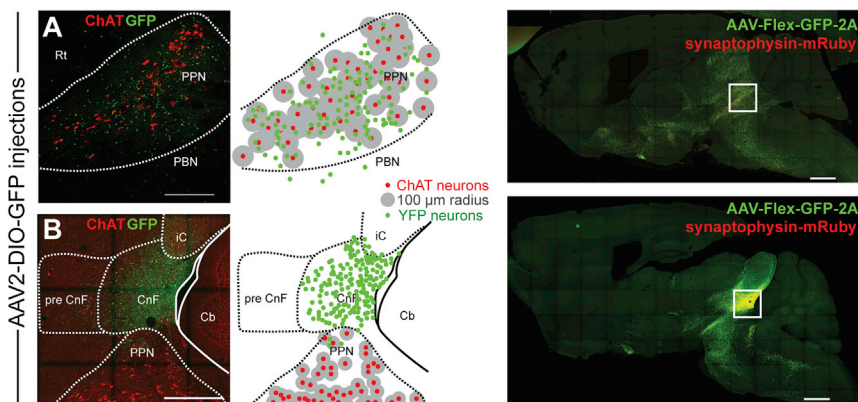 AAV2-DIO-GFP injections
A
ChAT GFP
Rt
PPN
PBN
PPN
PBN
ChAT neurons
100 µm radius
YFP neurons
B
ChAT GFP
iC
pre CnF
CnF
Cb
PPN
iC
CnF
Cb
PPN
AAV-Flex-GFP-2A
synaptophysin-mRuby
AAV-Flex-GFP-2A
synaptophysin-mRuby